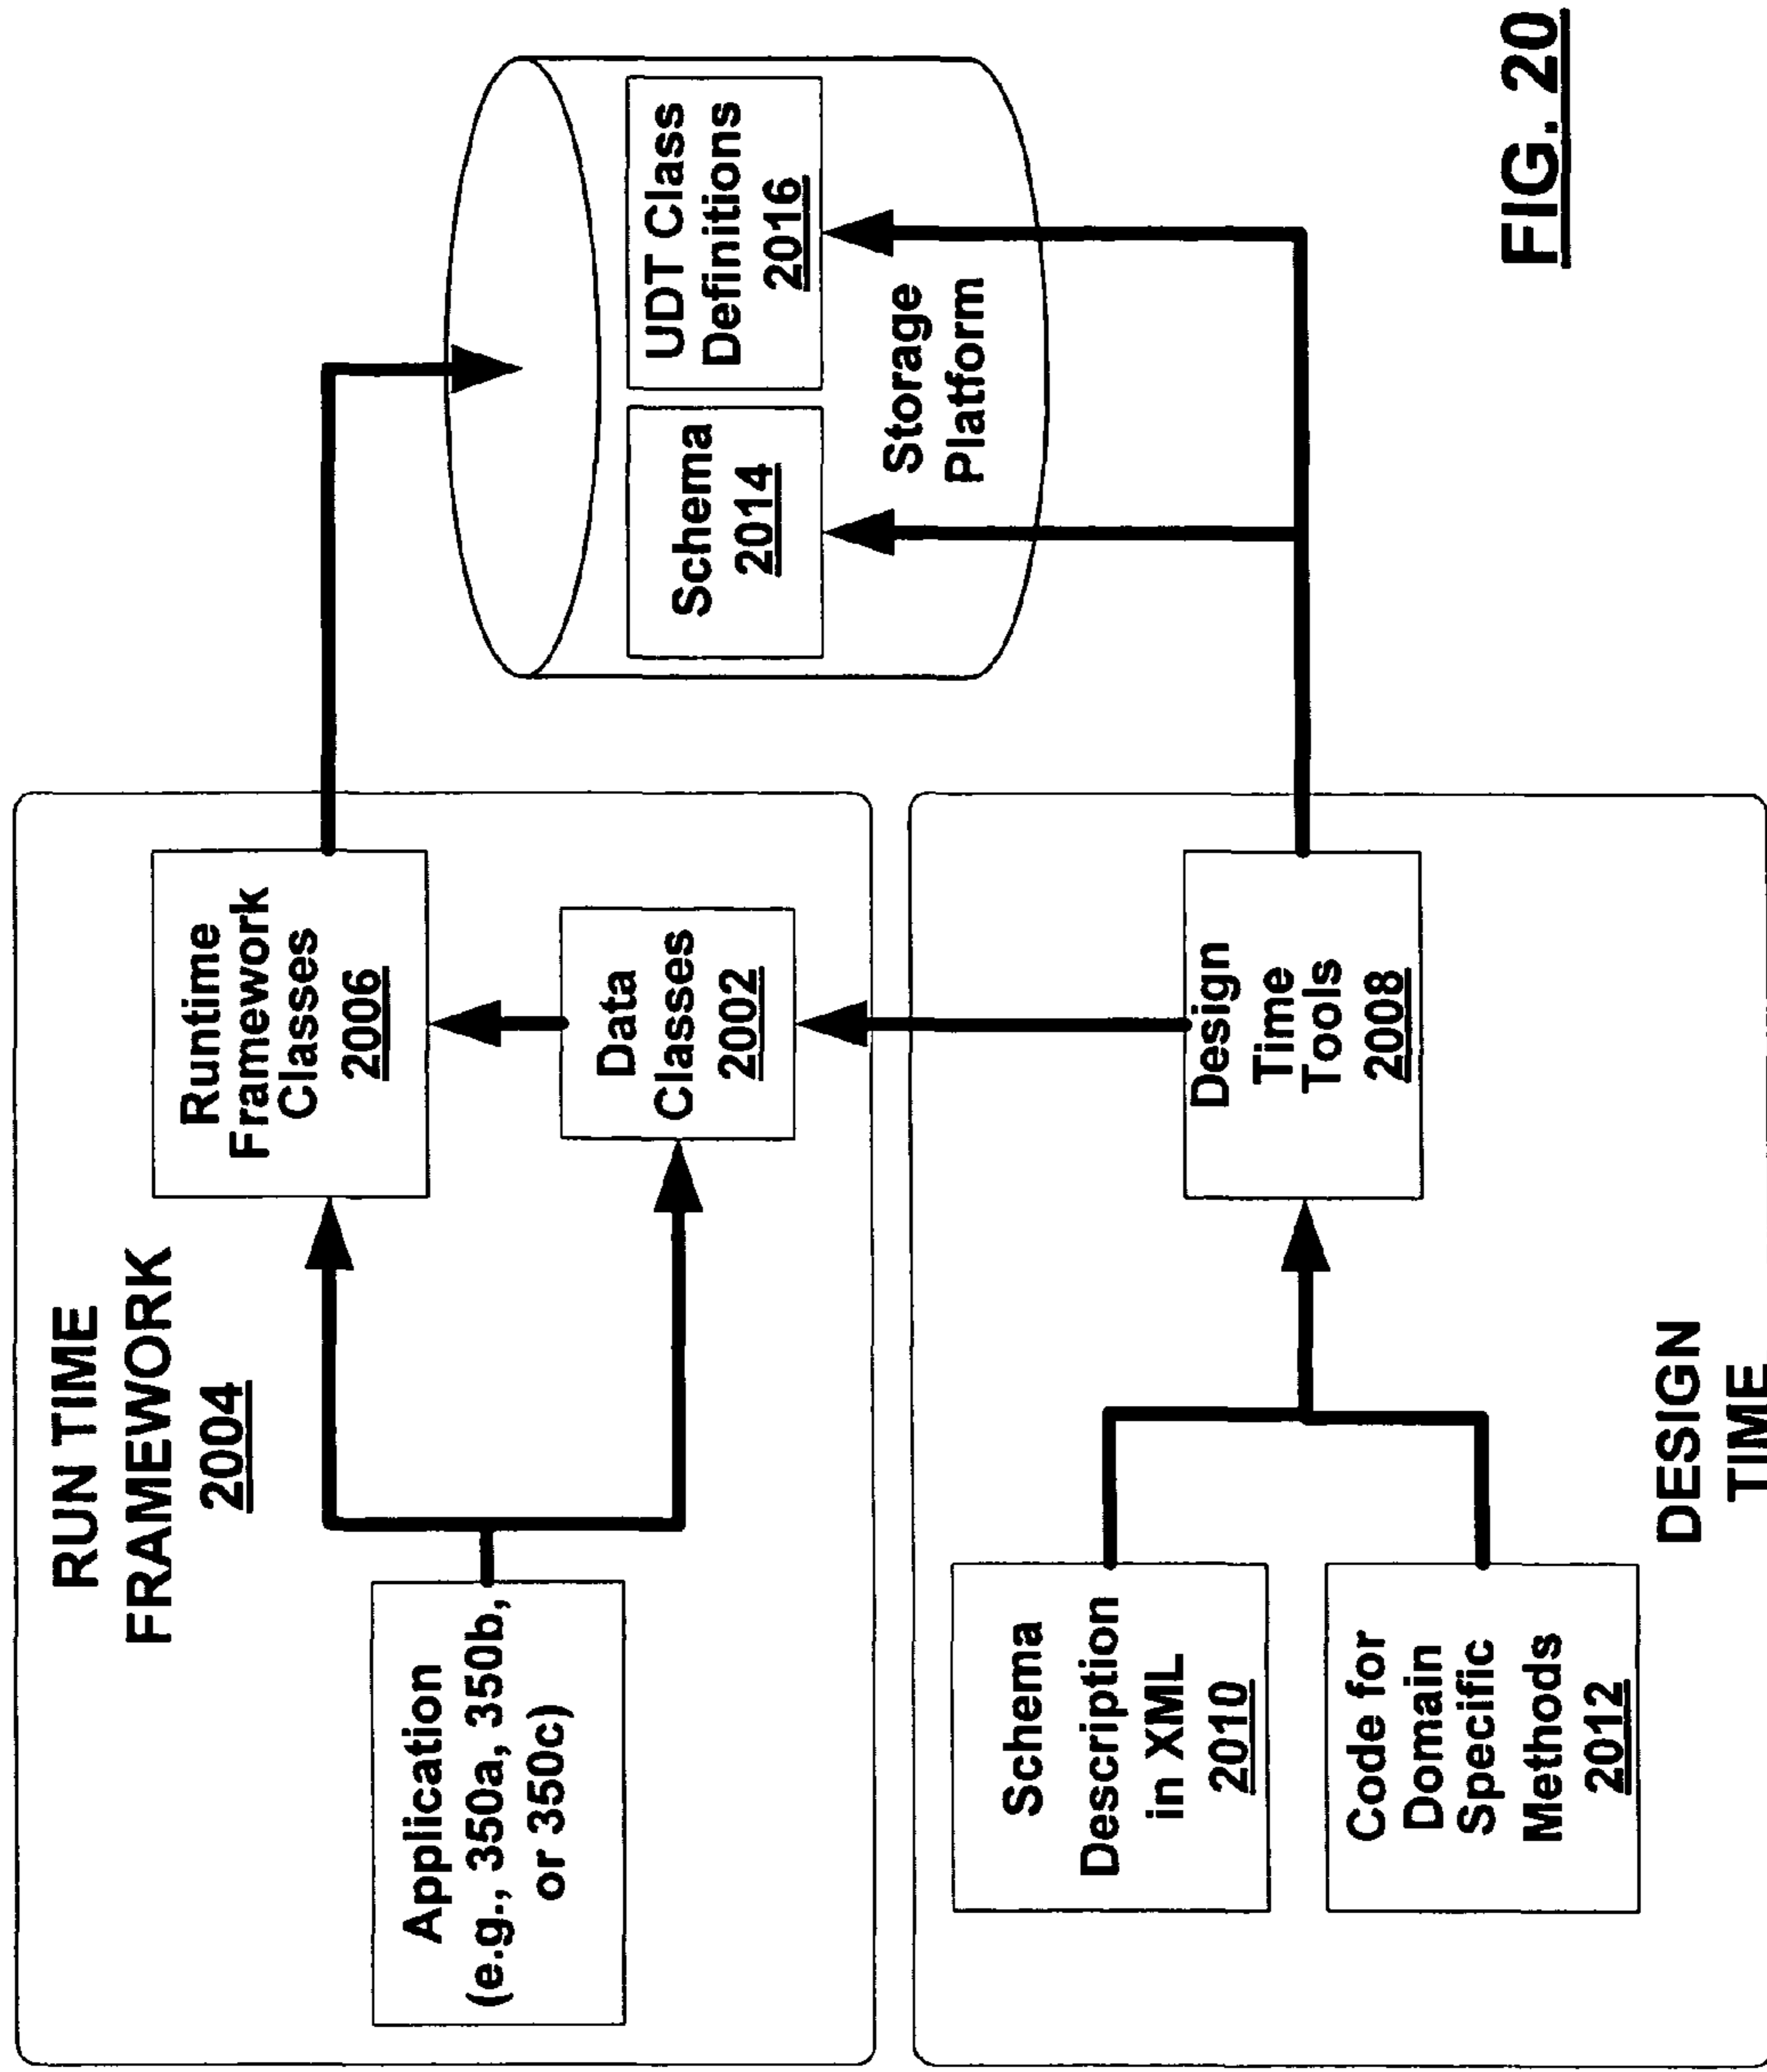 RUN TIME
FRAMEWORK
2004
Application
(e.g., 350a, 350b,
or 350c)
Runtime
Framework
Classes
2006
Data
Classes
2002
UDT Class
Definitions
2016
Schema
2014
Storage
Platform
Schema
Description
in XML
2010
Code for
Domain
Specific
Methods
2012
Design
Time
Tools
2008
DESIGN
TIME
FIG. 20